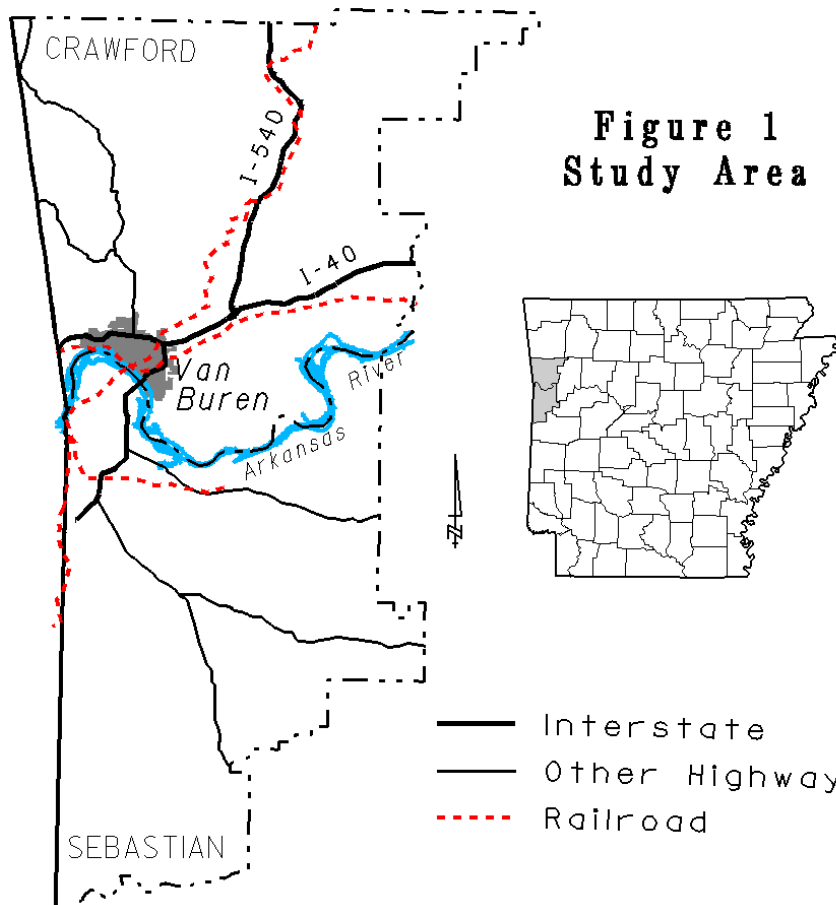 CRAWFORD
I-540
Figure 1
Study Area
I-40
Van
Buren
River
Arkansas
N
Interstate
Other Highway
Railroad
SEBASTIAN